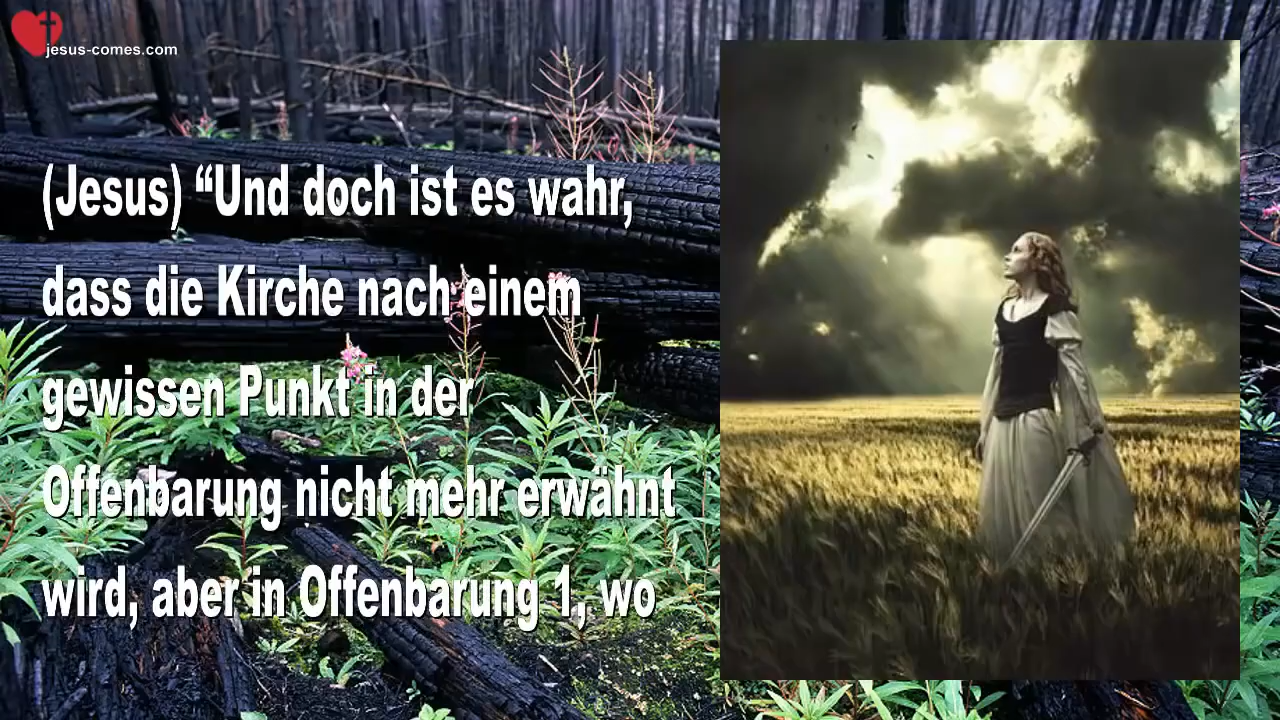 jesus-comes.com
(Jesus) “Und doch ist es wahr,
dass die Kirche nach einem
gewissen Punkt in der
Offenbarung nicht mehr erwähnt
wird, aber in Offenbarung 1, wo